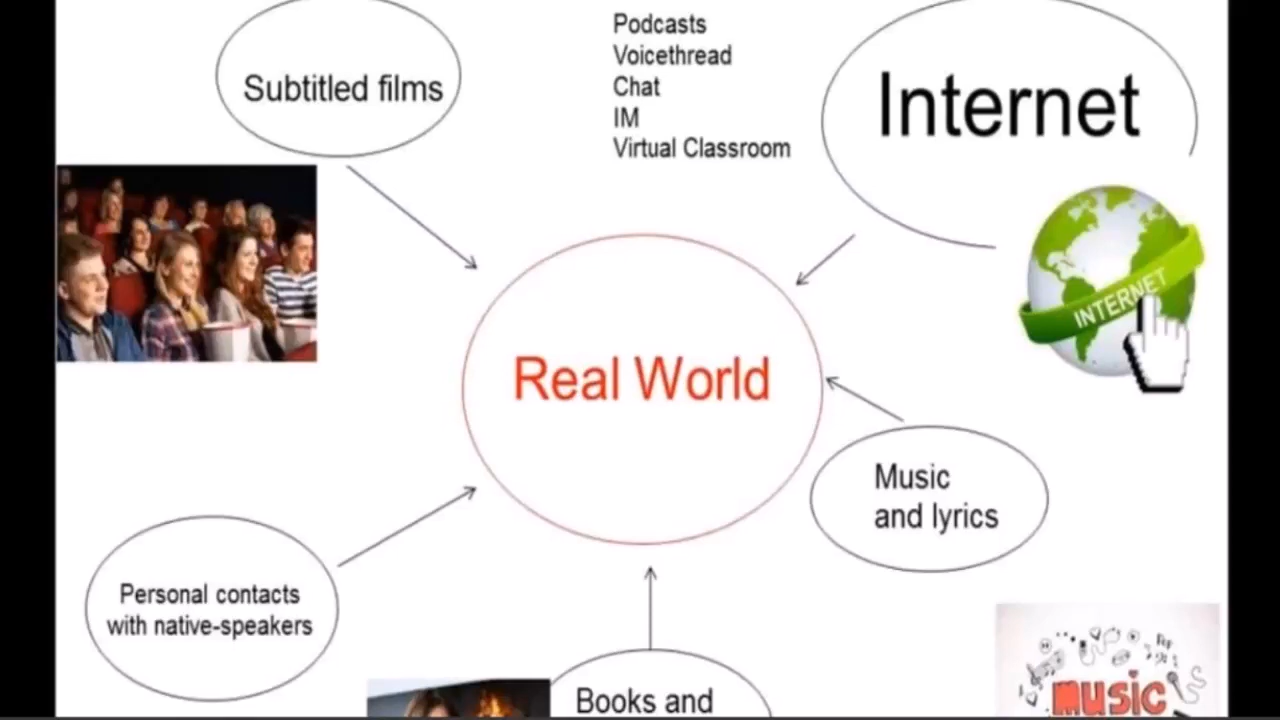 Podcasts
Voicethread
Chat
IM
Virtual Classroom
Subtitled films
Internet
INTERNET
Real World
Music
and lyrics
Personal contacts
with native-speakers
Books and
music